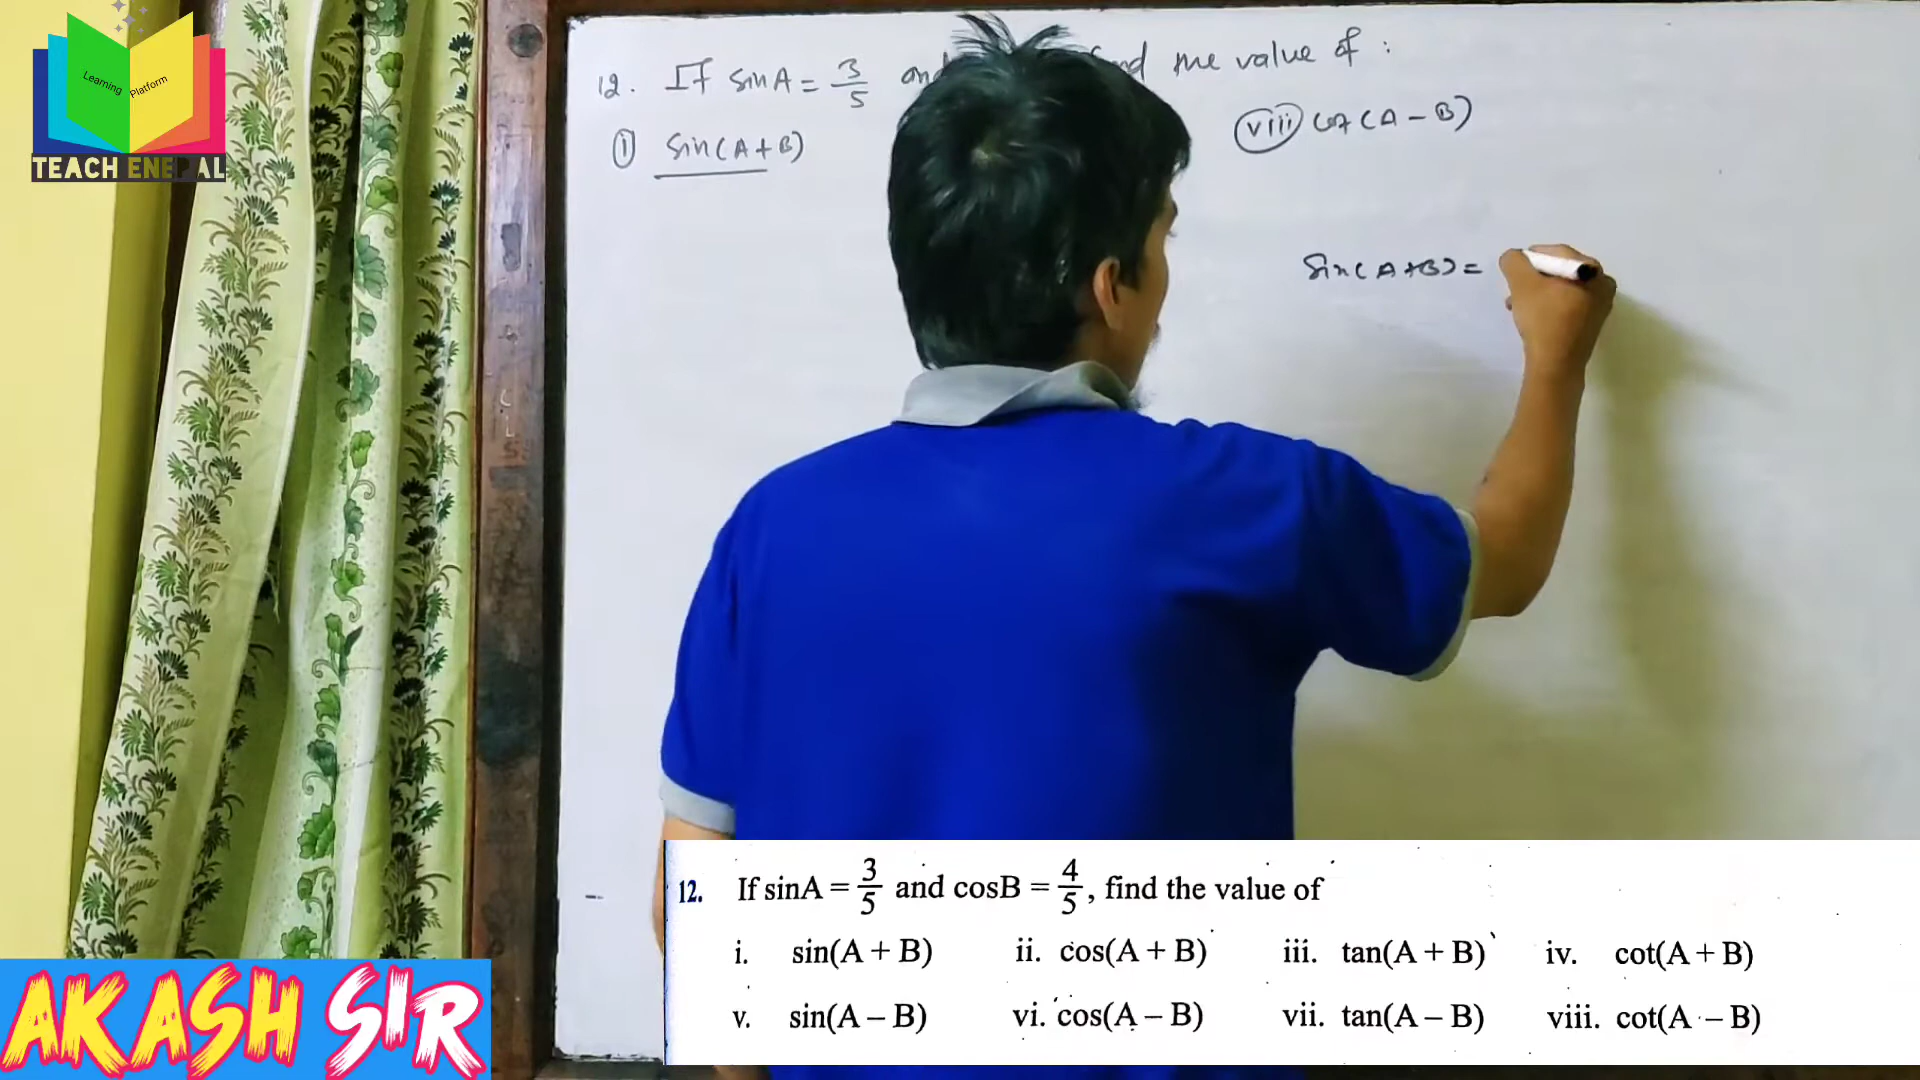 Learning Platform
TEACH ENEPAL
12. If sinA = 3/5 and find the value of :
(i) sin(A+B)
(viii) cot(A-B)
sin(A+B) =
12. If sinA = 3/5 and cosB = 4/5, find the value of
i. sin(A + B) ii. cos(A + B) iii. tan(A + B) iv. cot(A + B)
v. sin(A – B) vi. cos(A – B) vii. tan(A – B) viii. cot(A – B)
AKASH SIR